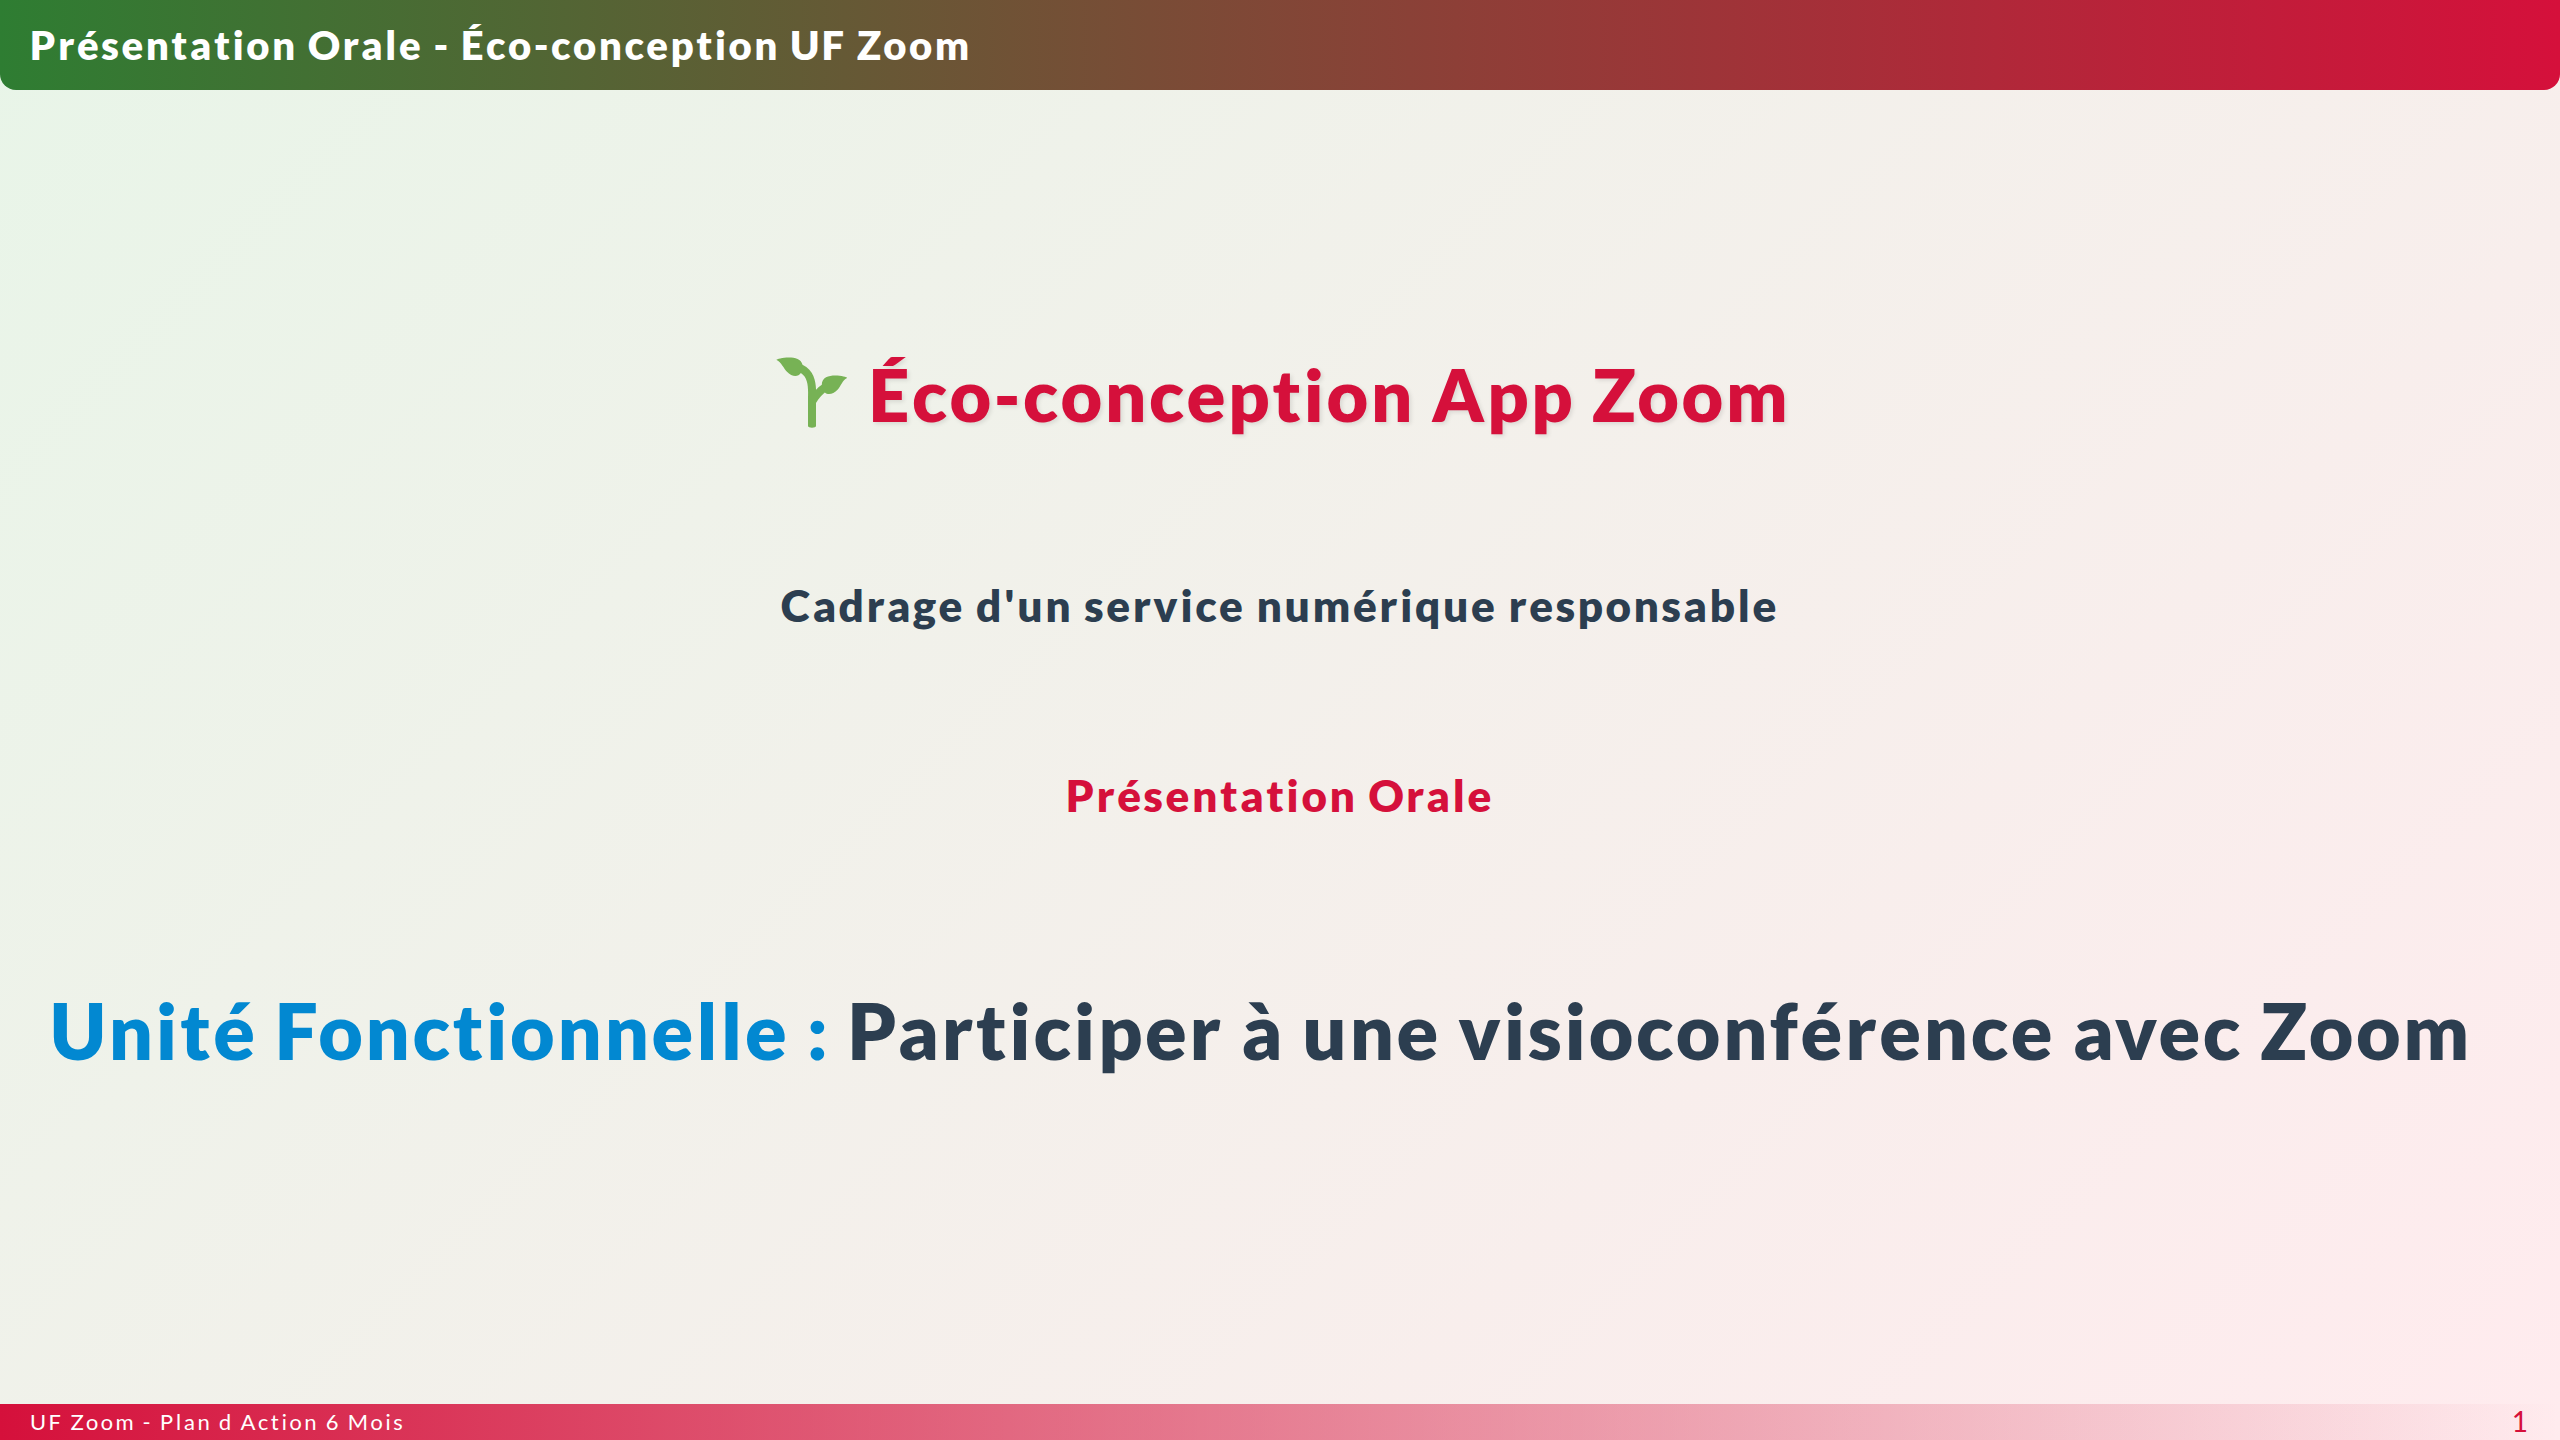 Présentation Orale - Éco-conception UF Zoom
Éco-conception App Zoom
Cadrage d'un service numérique responsable
Présentation Orale
Unité Fonctionnelle : Participer à une visioconférence avec Zoom
UF Zoom - Plan d Action 6 Mois
1